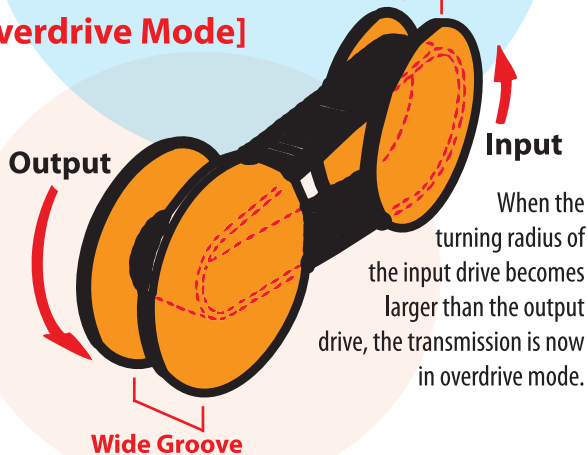 verdrive Mode]
Output
Input
When the
turning radius of
the input drive becomes
larger than the output
drive, the transmission is now
in overdrive mode.
Wide Groove